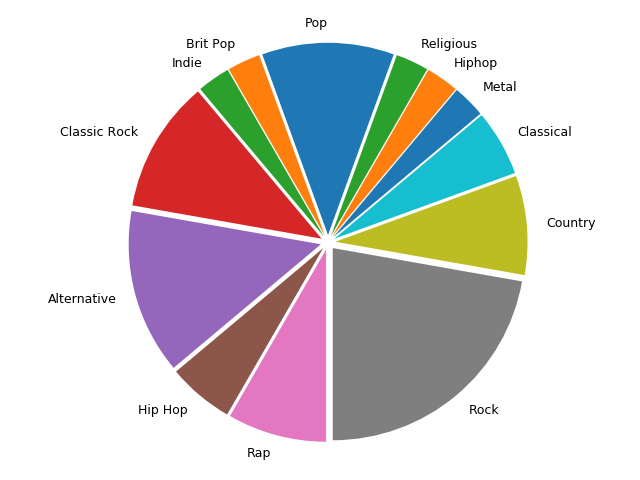 Pop
Brit Pop
Religious
Indie
Hiphop
Metal
Classic Rock
Classical
Country
Alternative
Hip Hop
Rock
Rap